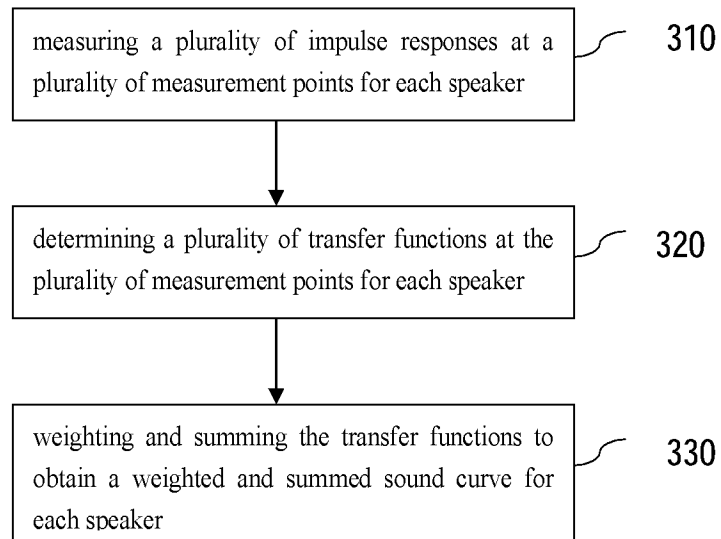 measuring a plurality of impulse responses at a
plurality of measurement points for each speaker
310
determining a plurality of transfer functions at the
plurality of measurement points for each speaker
320
weighting and summing the transfer functions to
obtain a weighted and summed sound curve for
each speaker
330